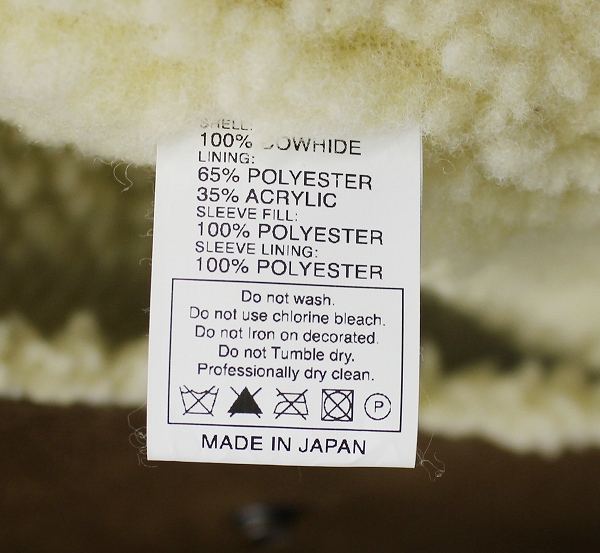 SHELL:
100% COWHIDE
LINING:
65% POLYESTER
35% ACRYLIC
SLEEVE FILL:
100% POLYESTER
SLEEVE LINING:
100% POLYESTER
Do not wash.
Do not use chlorine bleach.
Do not Iron on decorated.
Do not Tumble dry.
Professionally dry clean.
P
MADE IN JAPAN